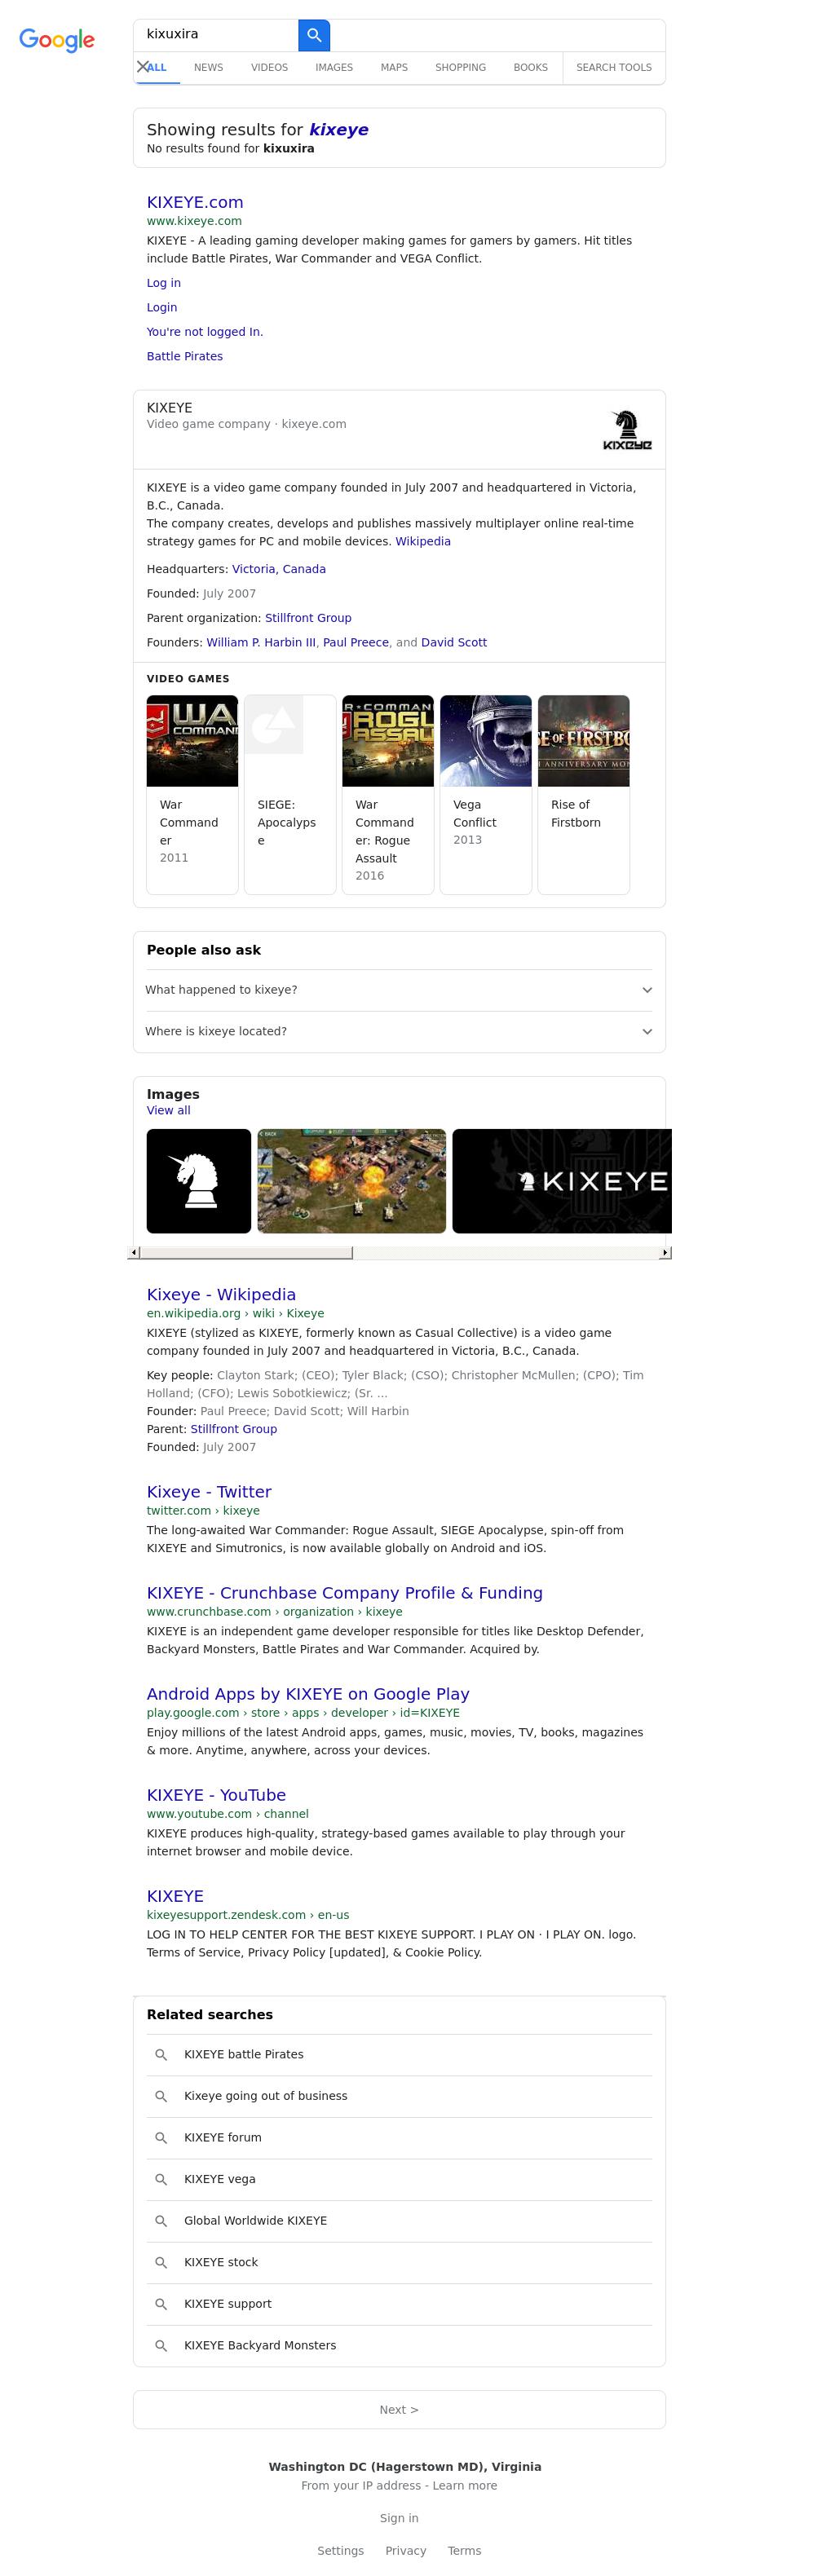 Google
kixuxira
ALL NEWS VIDEOS IMAGES MAPS SHOPPING BOOKS SEARCH TOOLS
Showing results for kixeye
No results found for kixuxira
KIXEYE.com
www.kixeye.com
KIXEYE - A leading gaming developer making games for gamers by gamers. Hit titles
include Battle Pirates, War Commander and VEGA Conflict.
Log in
Login
You're not logged In.
Battle Pirates
KIXEYE
Video game company · kixeye.com
KIXEYE
KIXEYE is a video game company founded in July 2007 and headquartered in Victoria,
B.C., Canada.
The company creates, develops and publishes massively multiplayer online real-time
strategy games for PC and mobile devices. Wikipedia
Headquarters: Victoria, Canada
Founded: July 2007
Parent organization: Stillfront Group
Founders: William P. Harbin III, Paul Preece, and David Scott
VIDEO GAMES
War
Command
er
2011
SIEGE:
Apocalyps
e
War
Command
er: Rogue
Assault
2016
Vega
Conflict
2013
Rise of
Firstborn
People also ask
What happened to kixeye?
Where is kixeye located?
Images
View all
BACK
KIXEYE
Kixeye - Wikipedia
en.wikipedia.org › wiki › Kixeye
KIXEYE (stylized as KIXEYE, formerly known as Casual Collective) is a video game
company founded in July 2007 and headquartered in Victoria, B.C., Canada.
Key people: Clayton Stark; (CEO); Tyler Black; (CSO); Christopher McMullen; (CPO); Tim
Holland; (CFO); Lewis Sobotkiewicz; (Sr. ...
Founder: Paul Preece; David Scott; Will Harbin
Parent: Stillfront Group
Founded: July 2007
Kixeye - Twitter
twitter.com › kixeye
The long-awaited War Commander: Rogue Assault, SIEGE Apocalypse, spin-off from
KIXEYE and Simutronics, is now available globally on Android and iOS.
KIXEYE - Crunchbase Company Profile & Funding
www.crunchbase.com › organization › kixeye
KIXEYE is an independent game developer responsible for titles like Desktop Defender,
Backyard Monsters, Battle Pirates and War Commander. Acquired by.
Android Apps by KIXEYE on Google Play
play.google.com › store › apps › developer › id=KIXEYE
Enjoy millions of the latest Android apps, games, music, movies, TV, books, magazines
& more. Anytime, anywhere, across your devices.
KIXEYE - YouTube
www.youtube.com › channel
KIXEYE produces high-quality, strategy-based games available to play through your
internet browser and mobile device.
KIXEYE
kixeyesupport.zendesk.com › en-us
LOG IN TO HELP CENTER FOR THE BEST KIXEYE SUPPORT. I PLAY ON · I PLAY ON. logo.
Terms of Service, Privacy Policy [updated], & Cookie Policy.
Related searches
KIXEYE battle Pirates
Kixeye going out of business
KIXEYE forum
KIXEYE vega
Global Worldwide KIXEYE
KIXEYE stock
KIXEYE support
KIXEYE Backyard Monsters
Next >
Washington DC (Hagerstown MD), Virginia
From your IP address - Learn more
Sign in
Settings Privacy Terms